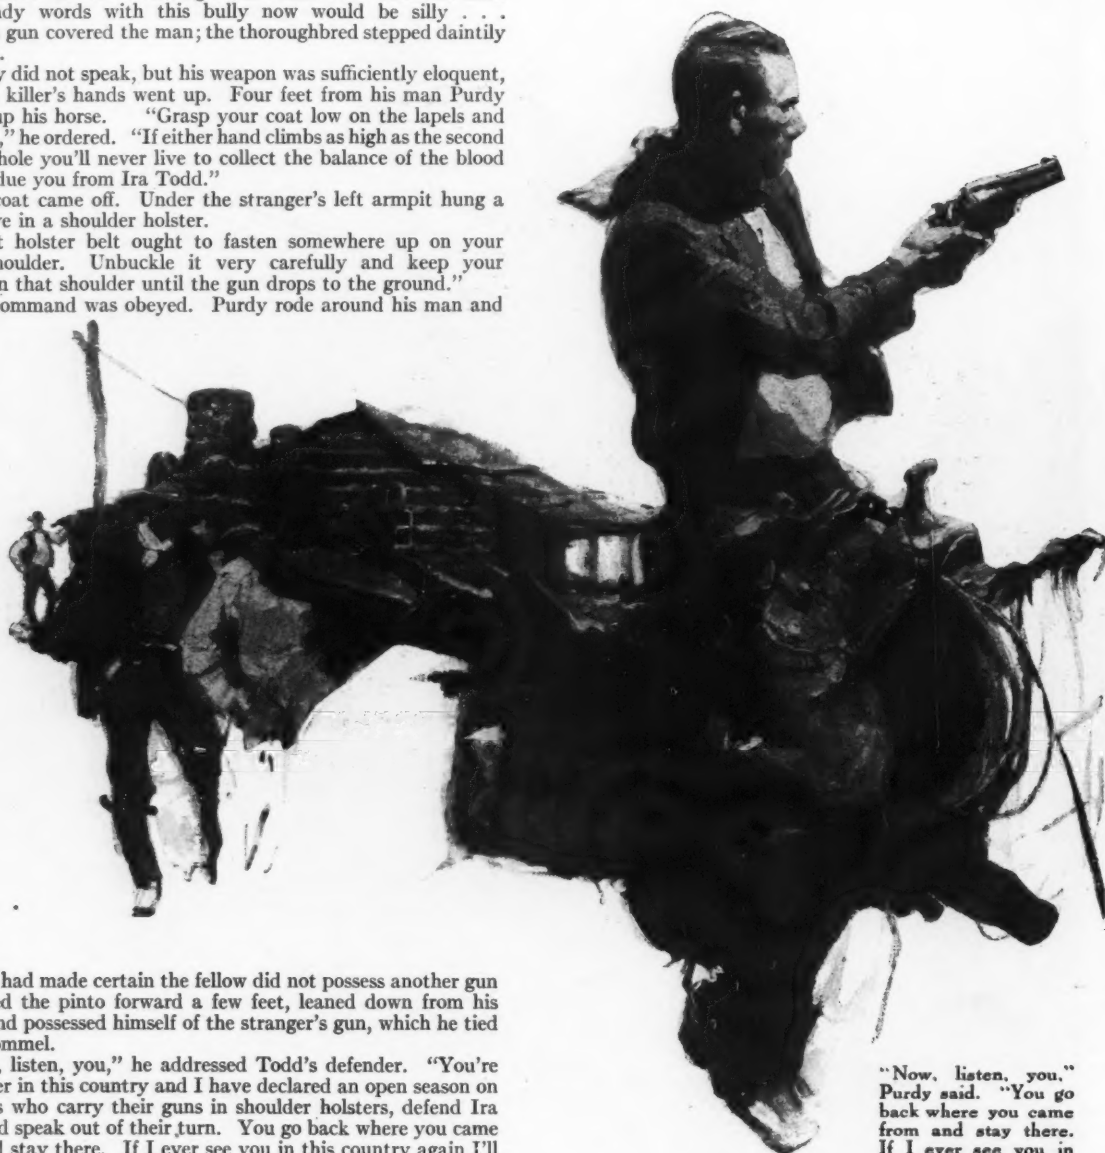 dy words with this bully now would be silly . . .
gun covered the man; the thoroughbred stepped daintily
did not speak, but his weapon was sufficiently eloquent,
killer's hands went up. Four feet from his man Purdy
up his horse. "Grasp your coat low on the lapels and
," he ordered. "If either hand climbs as high as the second
hole you'll never live to collect the balance of the blood
due you from Ira Todd."
oat came off. Under the stranger's left armpit hung a
e in a shoulder holster.
t holster belt ought to fasten somewhere up on your
houlder. Unbuckle it very carefully and keep your
n that shoulder until the gun drops to the ground."
ommand was obeyed. Purdy rode around his man and
had made certain the fellow did not possess another gun
d the pinto forward a few feet, leaned down from his
nd possessed himself of the stranger's gun, which he tied
mmel.
, listen, you," he addressed Todd's defender. "You're
er in this country and I have declared an open season on
s who carry their guns in shoulder holsters, defend Ira
d speak out of their turn. You go back where you came
stay there. If I ever see you in this country again I'll
"Now, listen, you,"
Purdy said. "You go
back where you came
from and stay there.
If I ever see you in